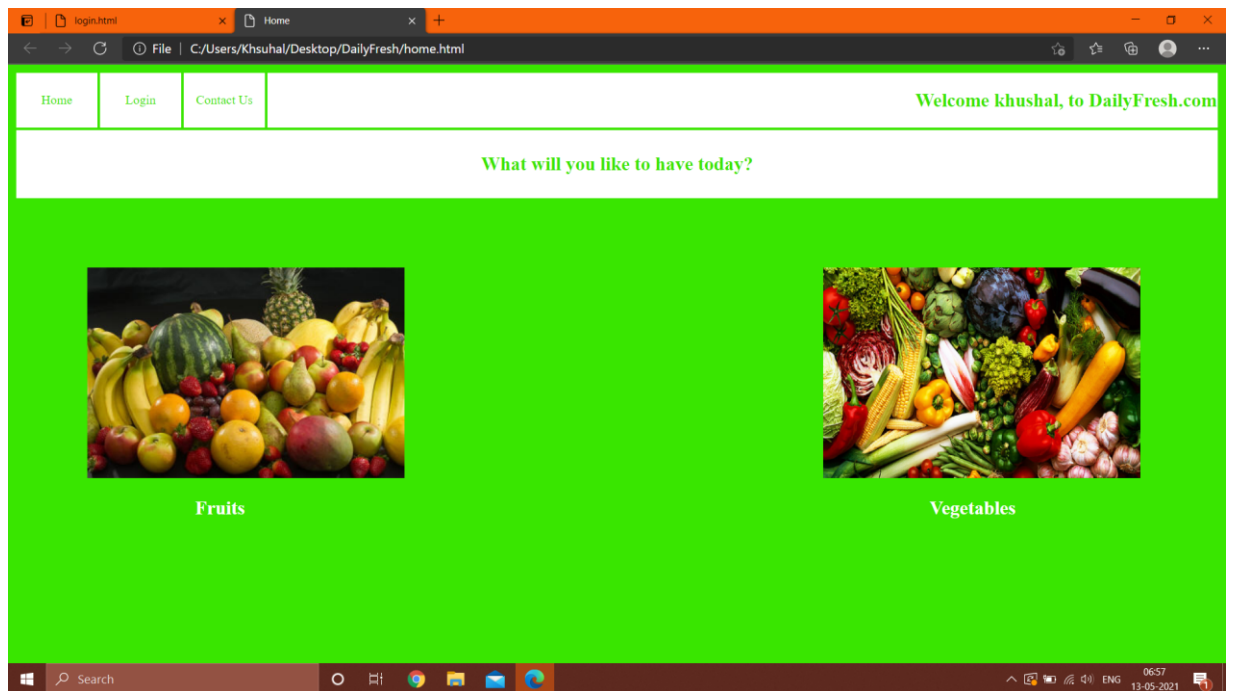 login.html
Home
File
C:/Users/Khsuhal/Desktop/DailyFresh/home.html
Home Login Contact Us Welcome khushal, to DailyFresh.com
What will you like to have today?
Fruits Vegetables
Search
ENG
06:57
13-05-2021
1